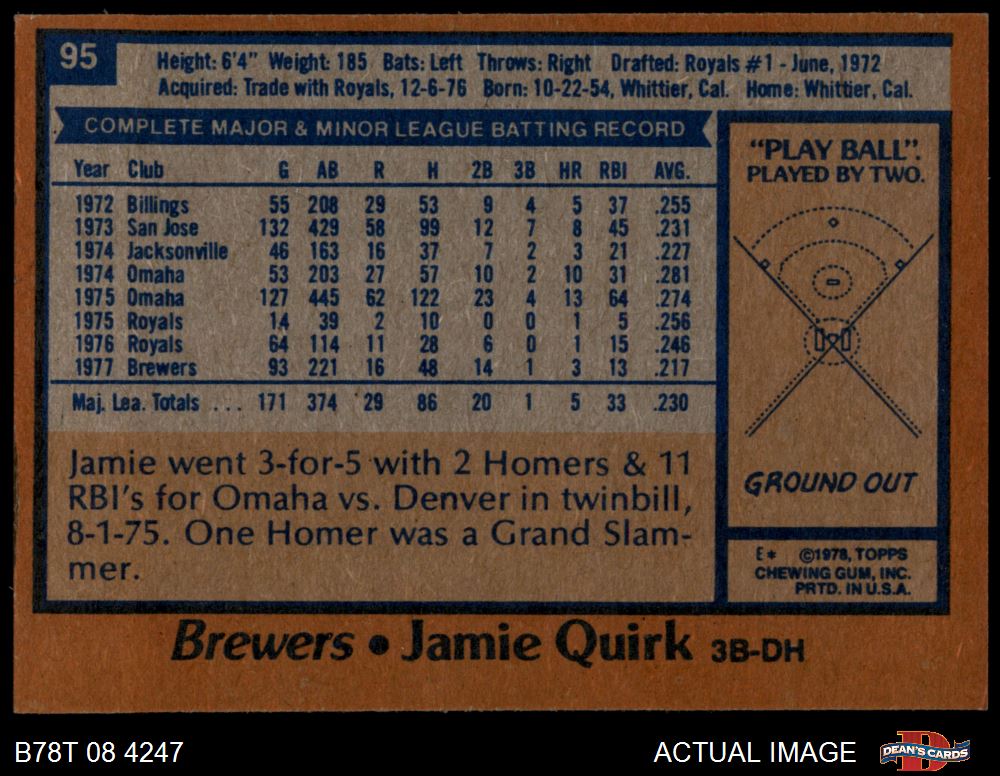 95
Height: 6'4" Weight: 185 Bats: Left Throws: Right Drafted: Royals #1 - June, 1972
Acquired: Trade with Royals, 12-6-76 Born: 10-22-54, Whittier, Cal. Home: Whittier, Cal.
COMPLETE MAJOR & MINOR LEAGUE BATTING RECORD
Year Club G AB R H 2B 3B HR RBI AVG.
1972 Billings 55 208 29 53 9 4 5 37 .255
1973 San Jose 132 429 58 99 12 7 8 45 .231
1974 Jacksonville 46 163 16 37 7 2 3 21 .227
1974 Omaha 53 203 27 57 10 2 10 31 .281
1975 Omaha 127 445 62 122 23 4 13 64 .274
1975 Royals 14 39 2 10 0 0 1 5 .256
1976 Royals 64 114 11 28 6 0 1 15 .246
1977 Brewers 93 221 16 48 14 1 3 13 .217
Maj. Lea. Totals ... 171 374 29 86 20 1 5 33 .230
Jamie went 3-for-5 with 2 Homers & 11
RBI's for Omaha vs. Denver in twinbill,
8-1-75. One Homer was a Grand Slam-
mer.
"PLAY BALL".
PLAYED BY TWO.
GROUND OUT
E* ©1978, TOPPS
CHEWING GUM, INC.
PRTD. IN U.S.A.
Brewers • Jamie Quirk 3B-DH
B78T 08 4247
ACTUAL IMAGE
DEAN'S CARDS